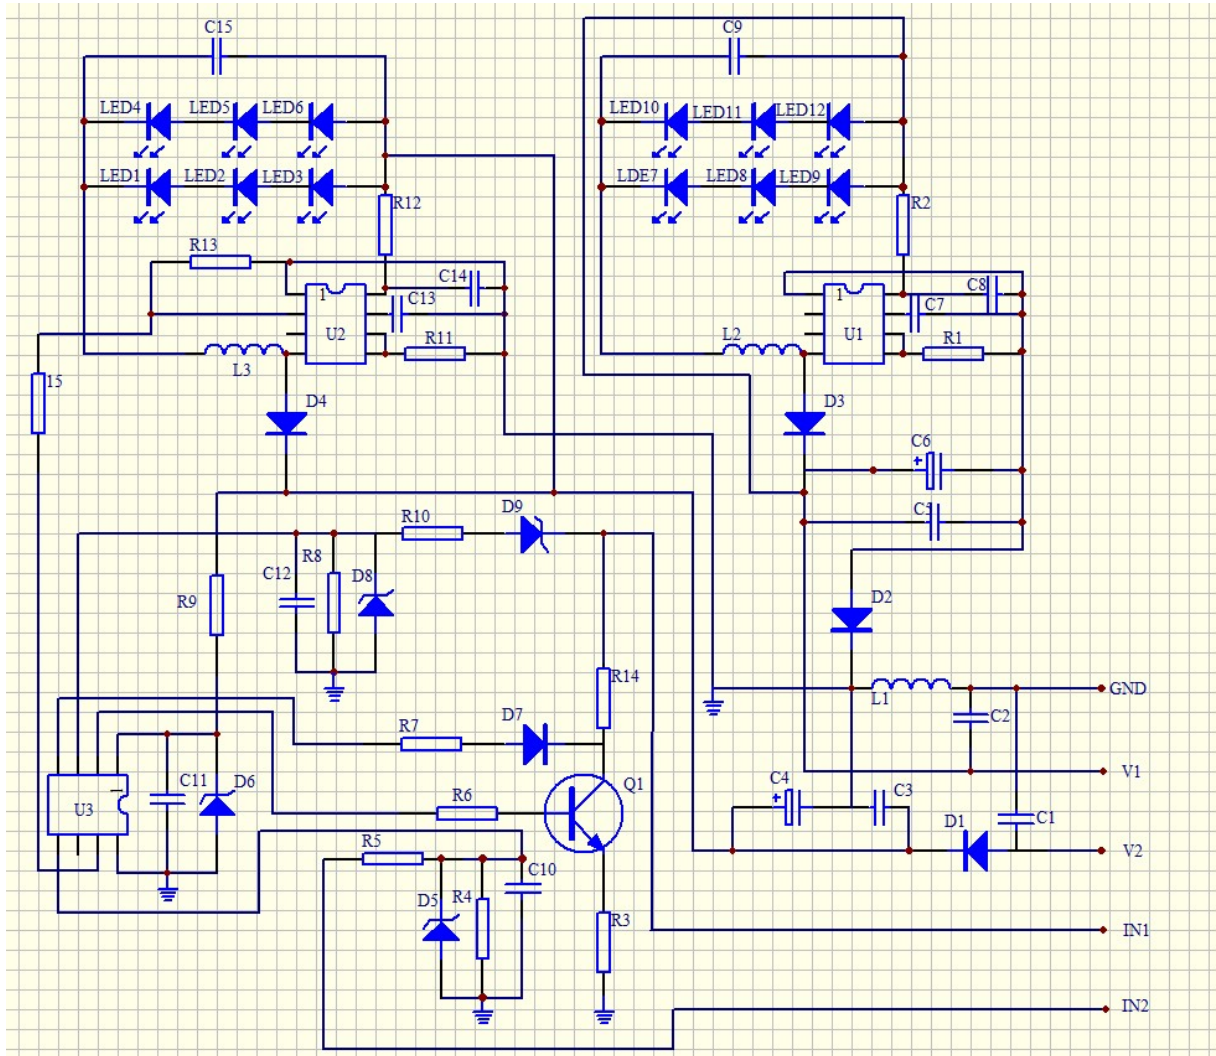 C15
C9
LED4 LED5 LED6
LED10 LED11 LED12
LED1 LED2 LED3
LDE7 LED8 LED9
R12
R2
R13
C14
C8
1
C13
1
C7
U2
R11
U1
L2
R1
L3
15
D4
D3
C6
+
C5
D9
R10
R8
C12
D8
R9
D2
R14
GND
L1
C2
D7
R7
V1
C4
+
C3
C11
D6
Q1
1
U3
R6
D1
C1
V2
R5
C10
D5
R4
R3
IN1
IN2